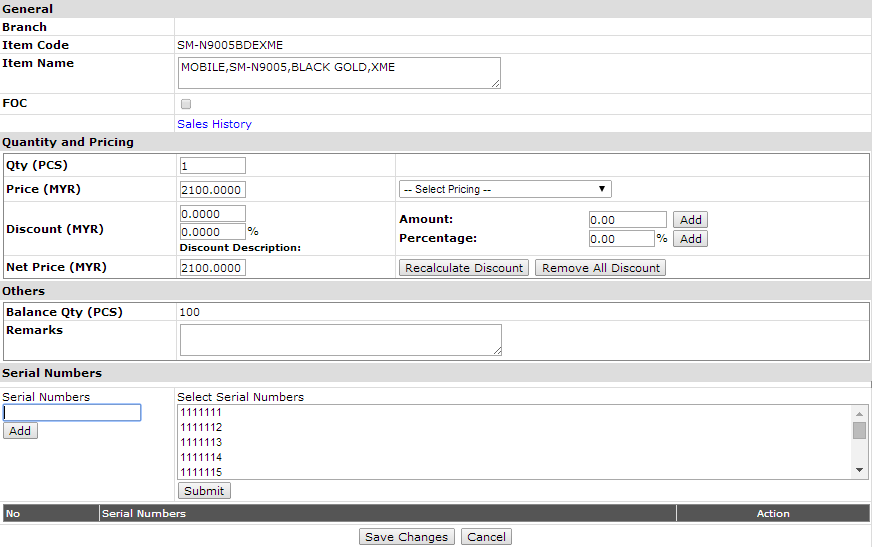 General
Branch
Item Code SM-N9005BDEXME
Item Name MOBILE,SM-N9005,BLACK GOLD,XME
FOC
Sales History
Quantity and Pricing
Qty (PCS) 1
Price (MYR) 2100.0000 -- Select Pricing --
Discount (MYR) 0.0000
0.0000 %
Discount Description:
Amount: 0.00 Add
Percentage: 0.00 % Add
Net Price (MYR) 2100.0000 Recalculate Discount Remove All Discount
Others
Balance Qty (PCS) 100
Remarks
Serial Numbers
Serial Numbers
Add
Select Serial Numbers
1111111
1111112
1111113
1111114
1111115
Submit
No Serial Numbers Action
Save Changes Cancel